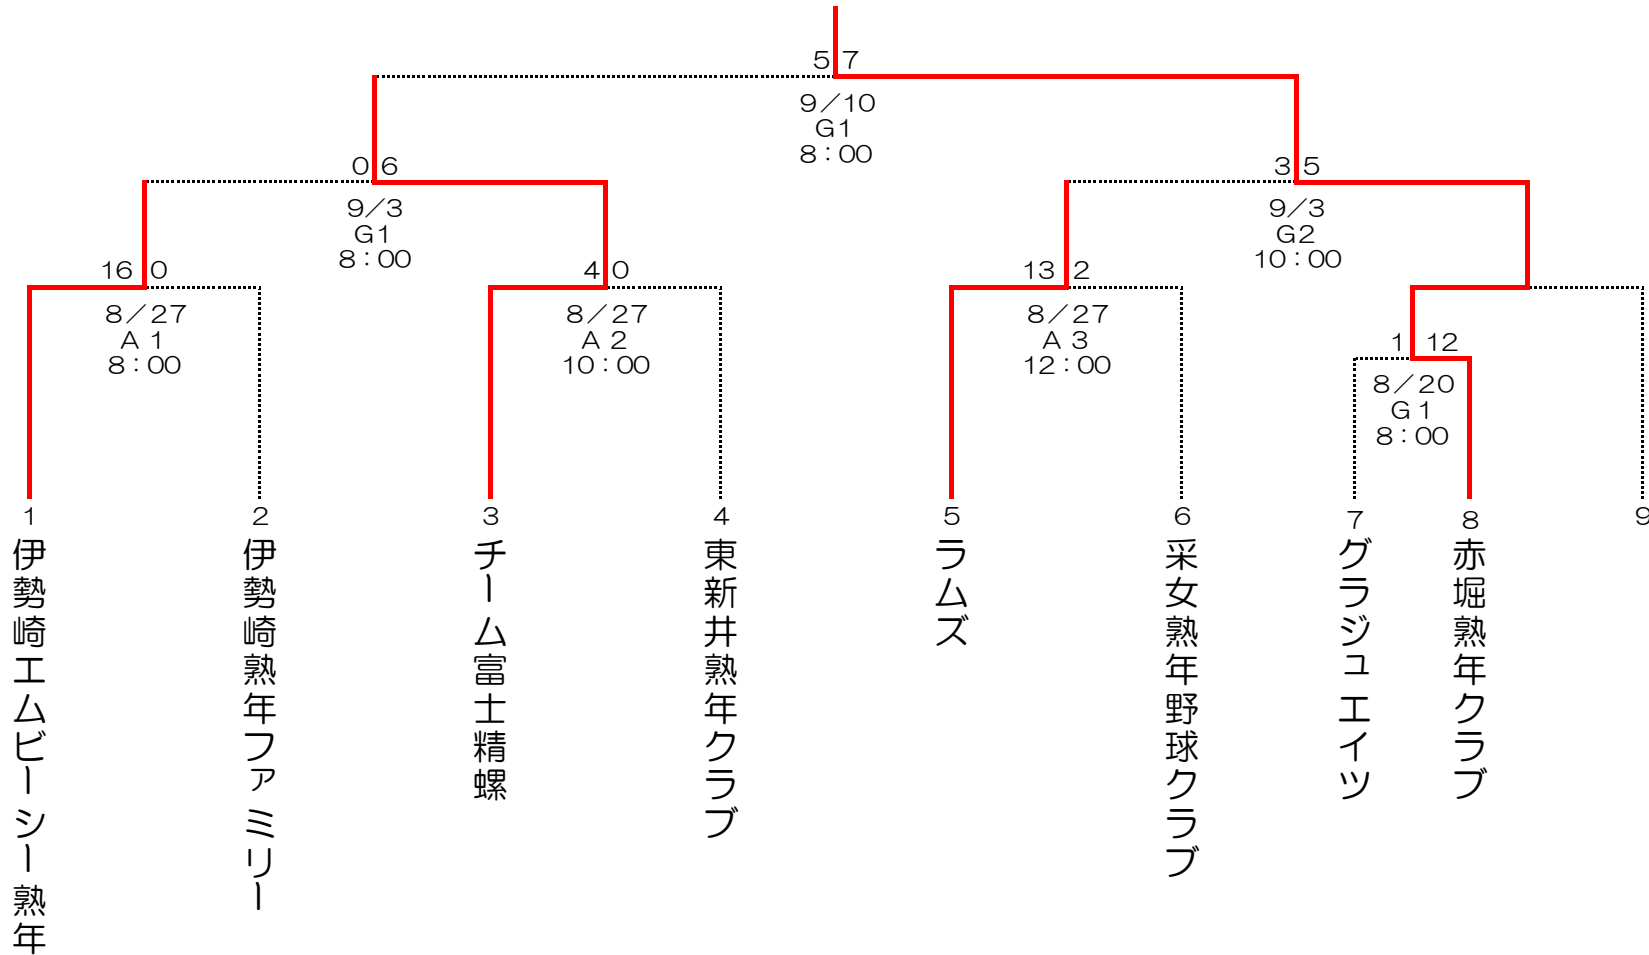 5 7
9／10
G1
8：00
0 6
9／3
G1
8：00
3 5
9／3
G2
10：00
16 0
8／27
A 1
8：00
4 0
8／27
A 2
10：00
13 2
8／27
A 3
12：00
1 12
8／20
G 1
8：00
1
伊勢崎エムビーシー熟年
2
伊勢崎熟年ファミリー
3
チーム富士精螺
4
東新井熟年クラブ
5
ラムズ
6
采女熟年野球クラブ
7
グラジュエイツ
8
赤堀熟年クラブ
9